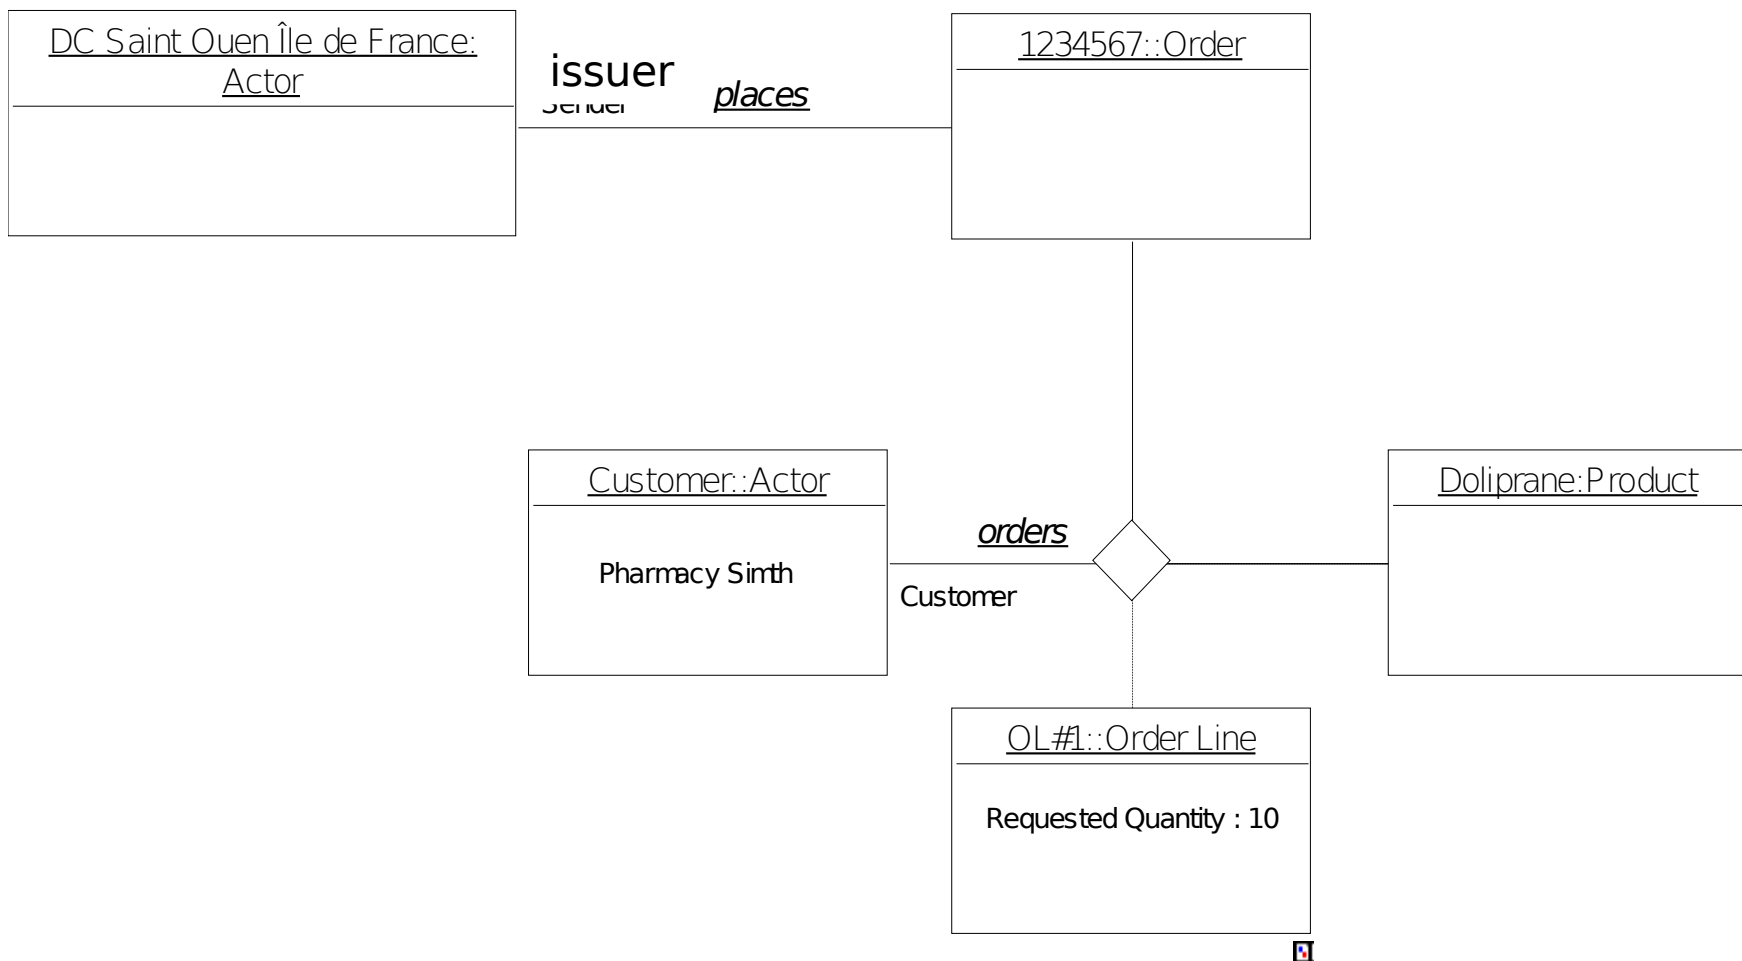 DC Saint Ouen Île de France:
Actor
issuer
places
1234567::Order
Customer::Actor
Pharmacy Simth
orders
Customer
Doliprane:Product
OL#1::Order Line
Requested Quantity : 10